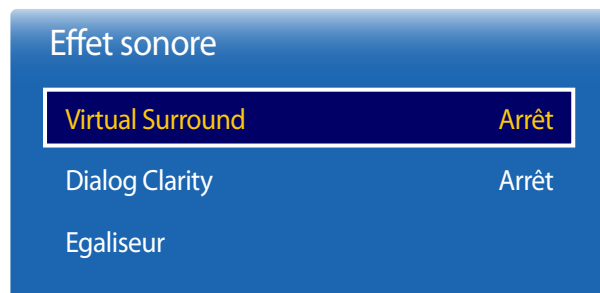 Effet sonore
Virtual Surround Arrêt
Dialog Clarity Arrêt
Egaliseur